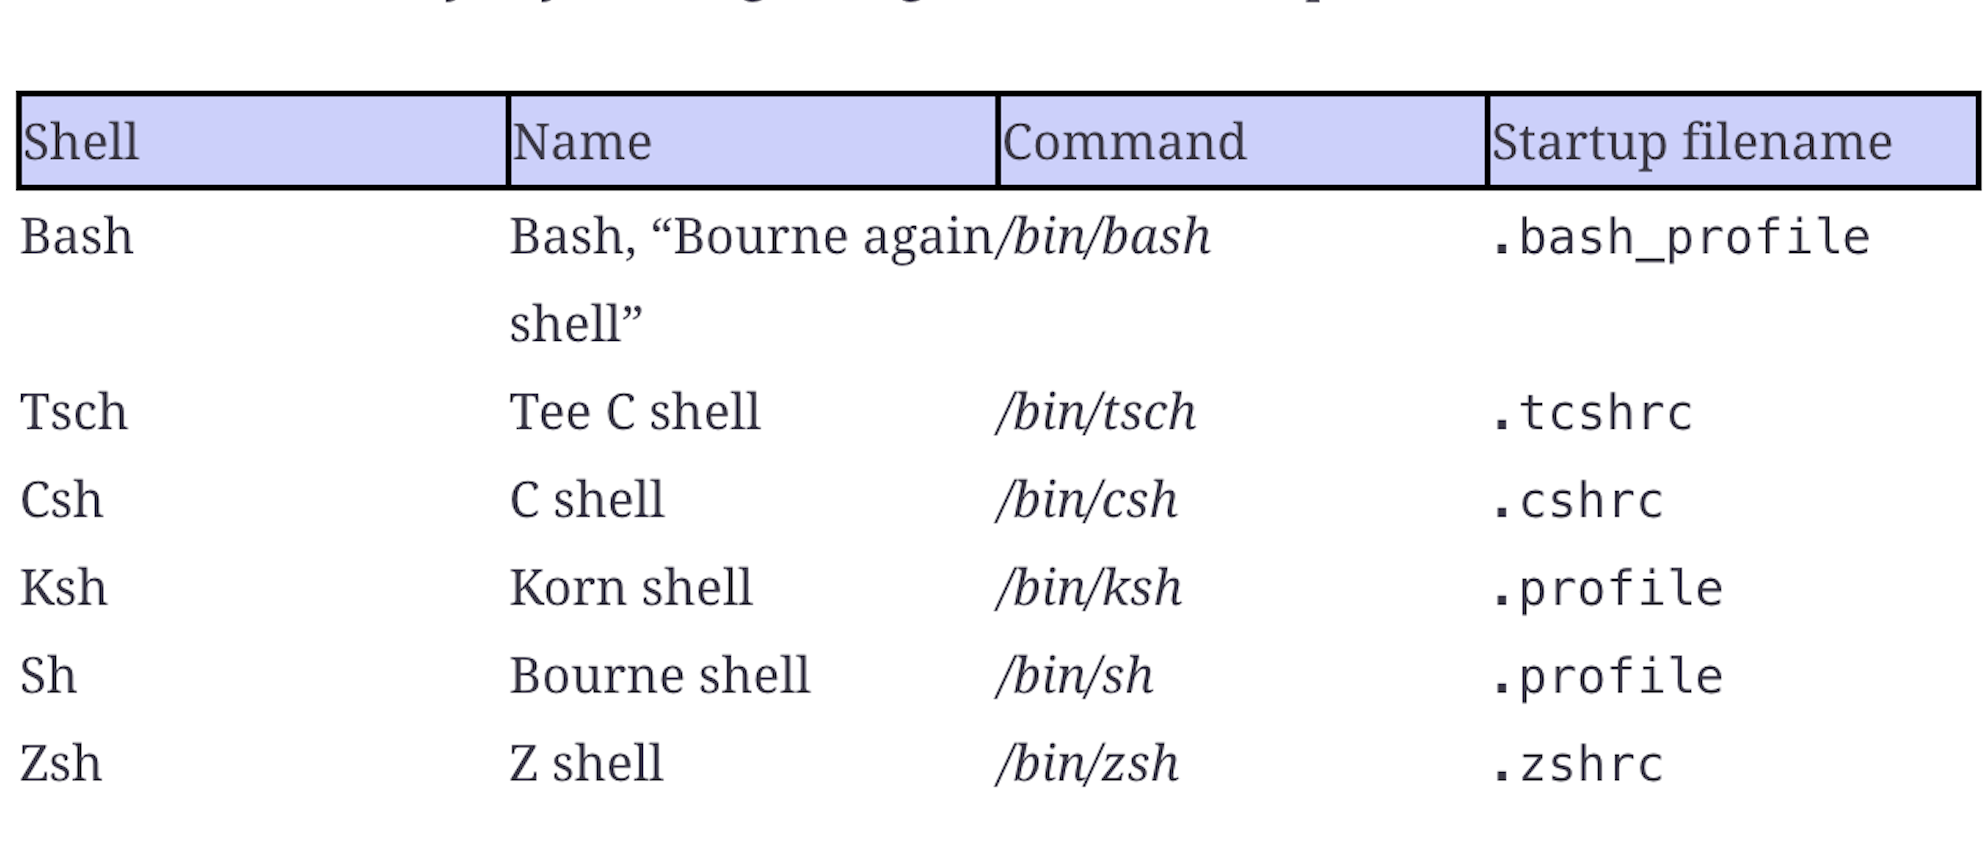 Shell Name Command Startup filename
Bash Bash, “Bourne again /bin/bash .bash_profile
shell”
Tsch Tee C shell /bin/tsch .tcshrc
Csh C shell /bin/csh .cshrc
Ksh Korn shell /bin/ksh .profile
Sh Bourne shell /bin/sh .profile
Zsh Z shell /bin/zsh .zshrc